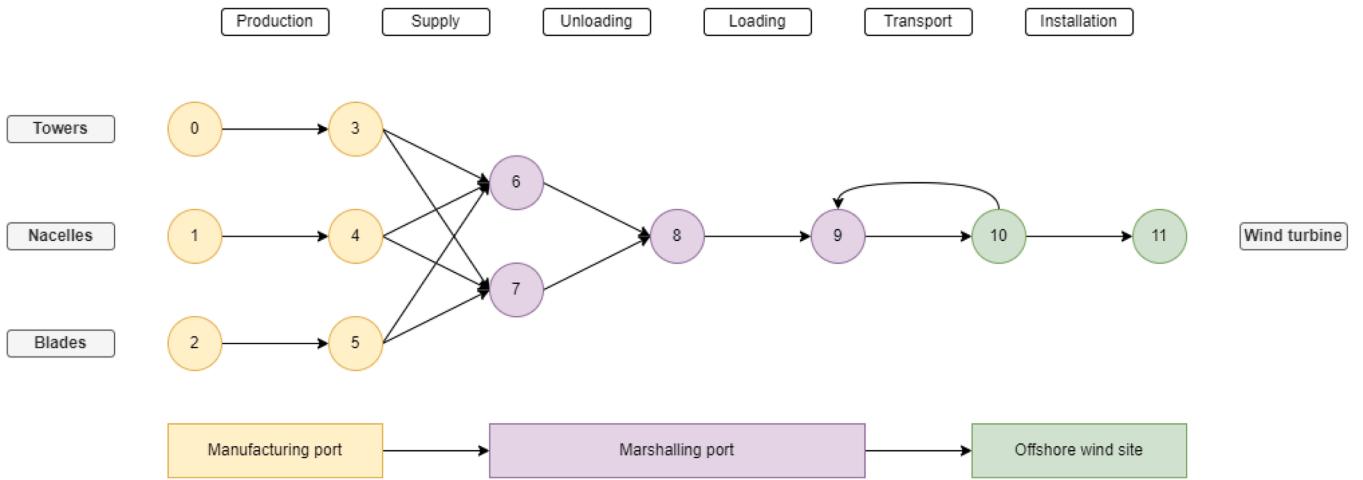 Production
Supply
Unloading
Loading
Transport
Installation
Towers
0
3
6
Nacelles
1
4
8
9
10
11
Wind turbine
7
Blades
2
5
Manufacturing port
Marshalling port
Offshore wind site